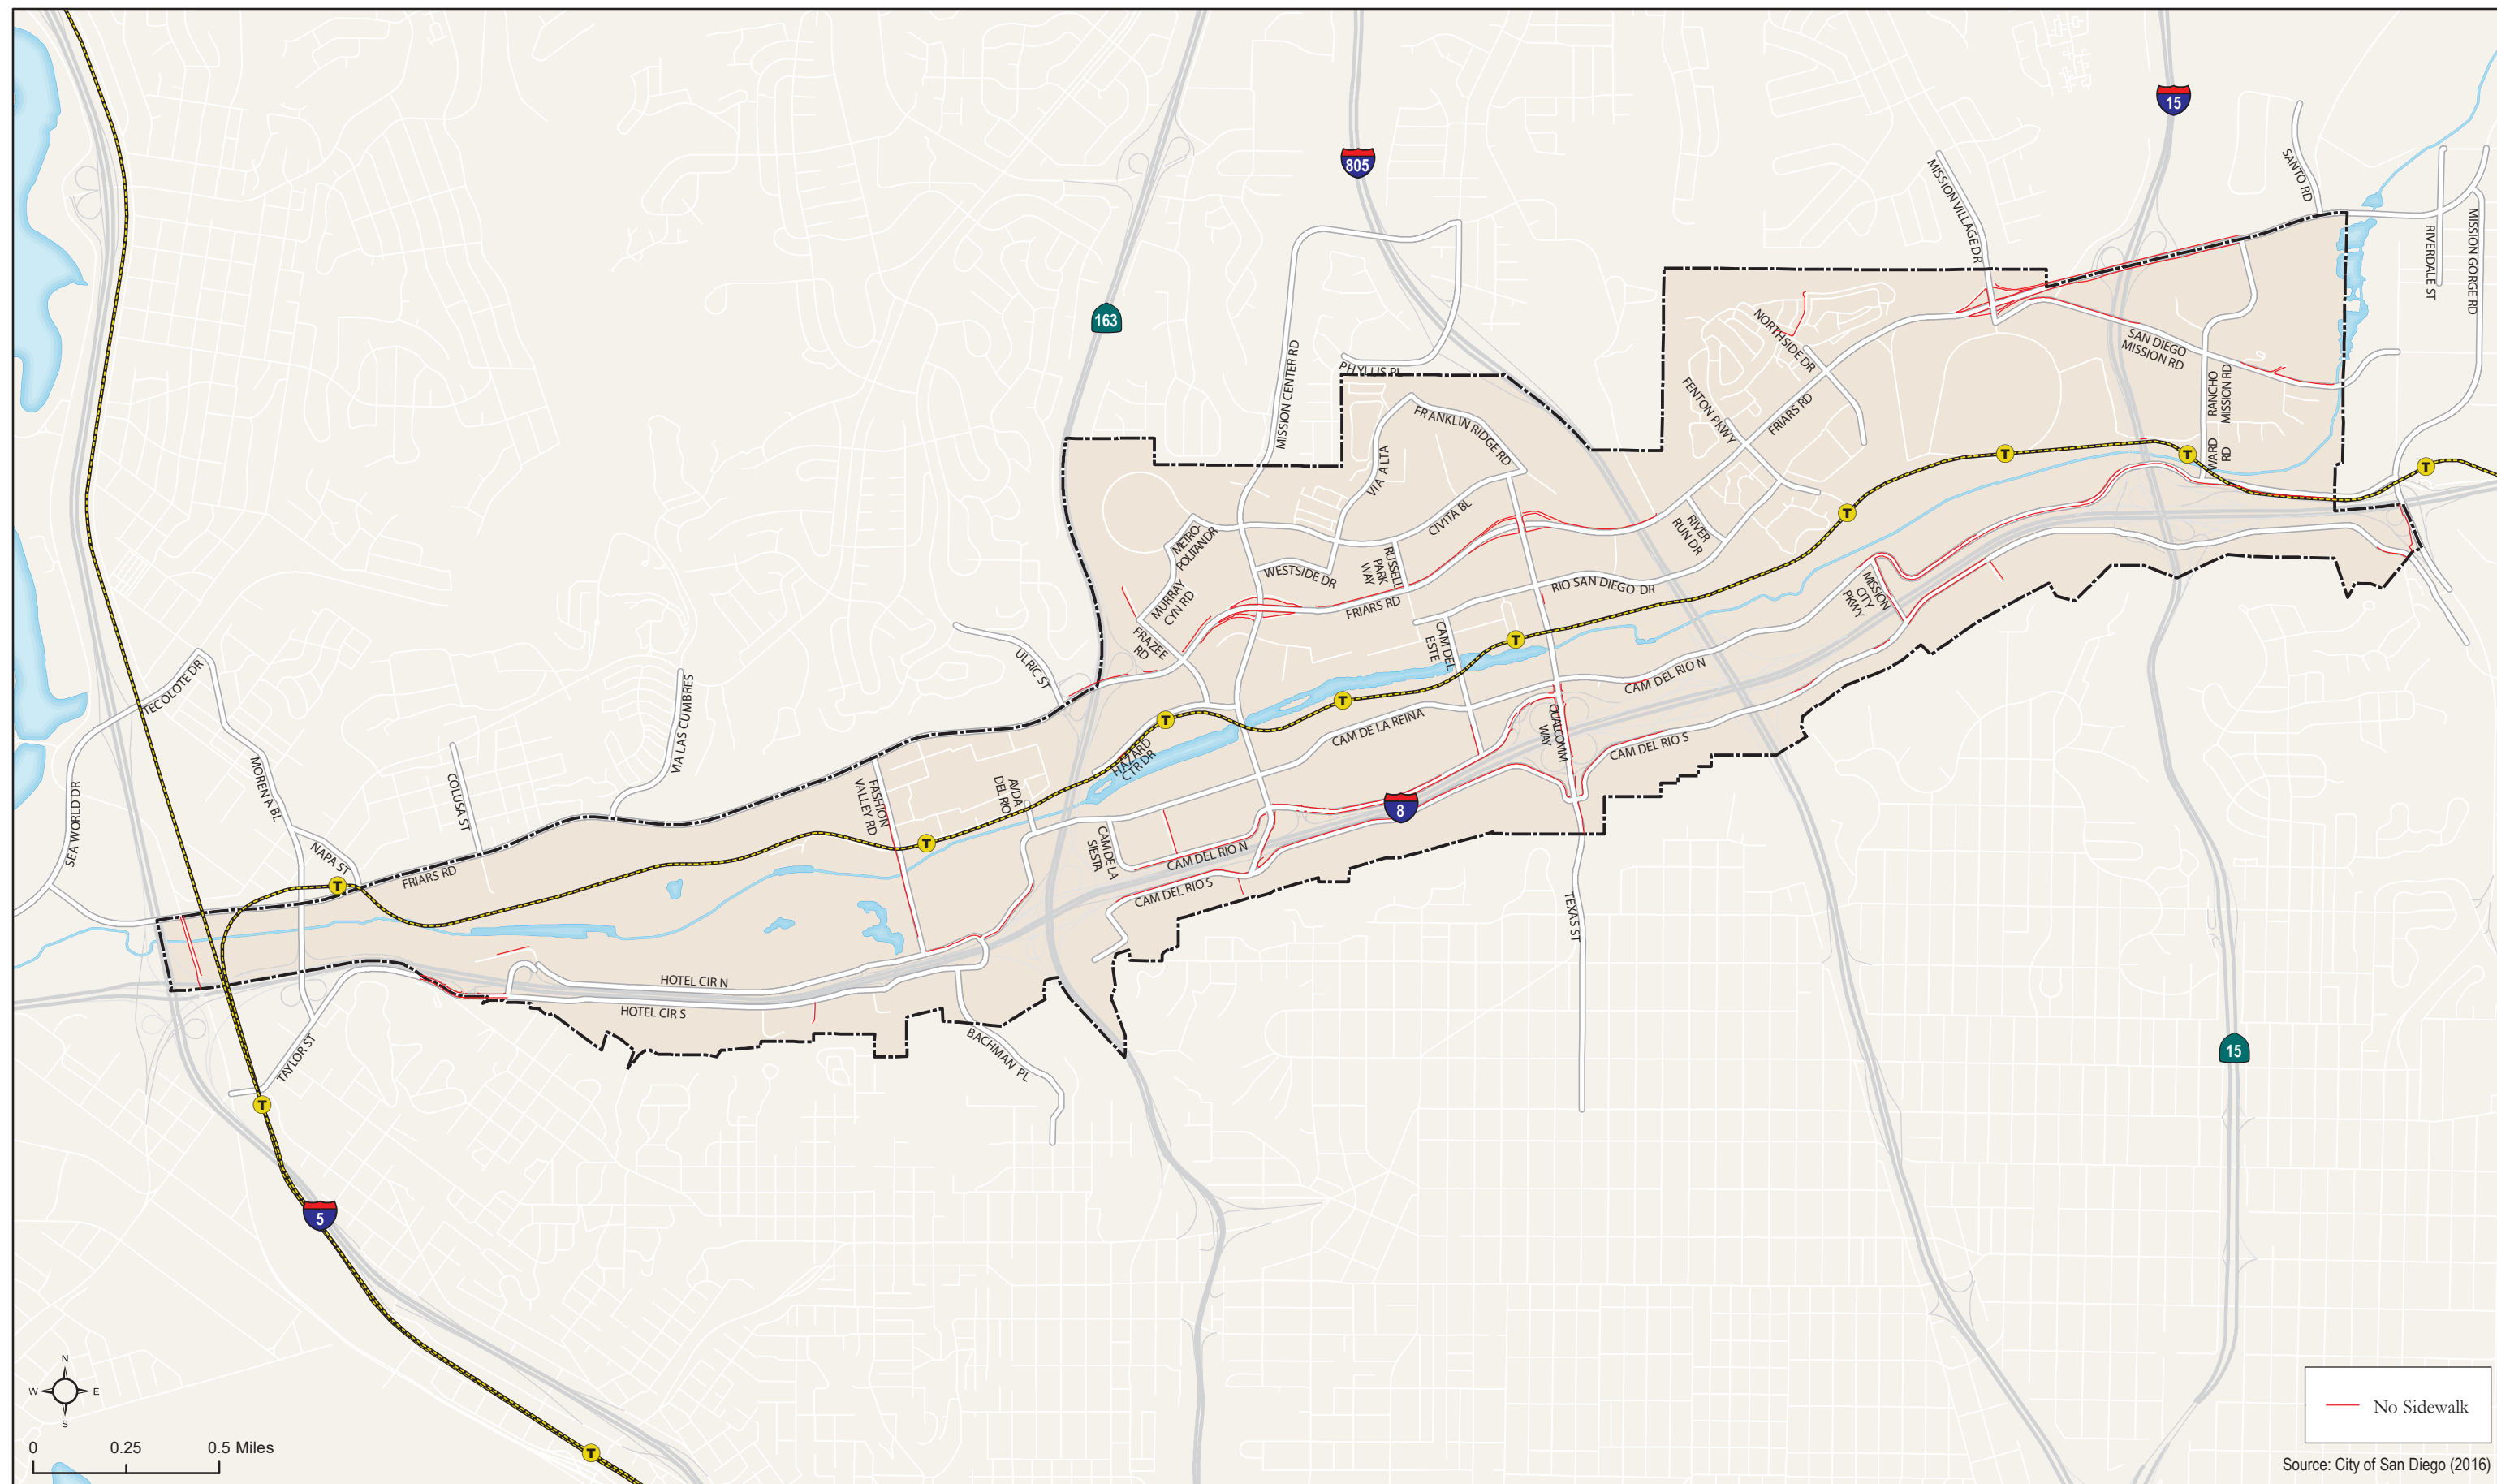 15
805
SANTO RD
MISSION VILLAGE DR
RIVERDALE ST
MISSION GORGE RD
163
NORTHSIDE DR
SAN DIEGO
MISSION RD
MISSION CENTER RD
PHYLLIS PL
FENTON PKWY
FRIARS RD
RANCHO
MISSION RD
FRANKLIN RIDGE RD
VIA ALTA
WARD
RD
CIVITA BL
METRO-
POLITAN DR
RIVER
RUN DR
RUSSELL
PARK
WAY
WESTSIDE DR
MURRAY
CYN RD
RIO SAN DIEGO DR
MISSION
CITY
PKWY
FRIARS RD
FRAZEE
RD
CAM DEL
ESTE
ULRIC ST
TECOLOTE DR
VIA LAS CUMBRES
CAM DEL RIO N
QUALCOMM
WAY
CAM DE LA REINA
CAM DEL RIO S
HAZARD
CTR DR
MORENA BL
COLUSA ST
SEA WORLD DR
FASHION
VALLEY RD
AVDA
DEL RIO
8
CAM DE LA
SIESTA
CAM DEL RIO N
NAPA ST
FRIARS RD
CAM DEL RIO S
TEXAS ST
HOTEL CIR N
HOTEL CIR S
TAYLOR ST
BACHMAN PL
15
5
T
T
T
T
T
T
T
T
T
T
T
T
N
W
E
S
0 0.25 0.5 Miles
No Sidewalk
Source: City of San Diego (2016)